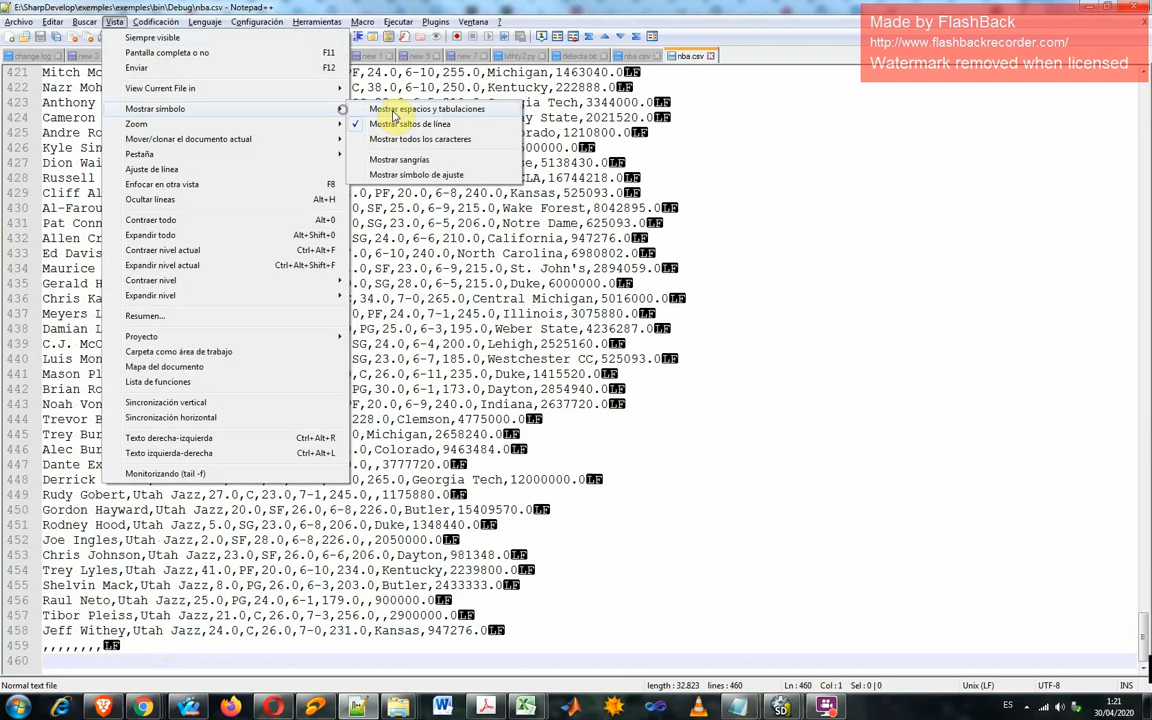 E:\SharpDevelop\exemples\exemples\bin\Debug\nba.csv - Notepad++
Archivo Editar Buscar Vista Codificación Lenguaje Configuración Herramientas Macro Ejecutar Plugins Ventana ?
Made by FlashBack
http://www.flashbackrecorder.com/
Watermark removed when licensed
change.log new 3 new 1 new 9 new 7 lvthty2.py detecta.txt nba.csv nba.csv
Siempre visible
Pantalla completa o no F11
Enviar F12
View Current File in
Mostrar símbolo
Zoom
Mover/clonar el documento actual
Pestaña
Ajuste de línea
Enfocar en otra vista F8
Ocultar líneas Alt+H
Contraer todo Alt+0
Expandir todo Alt+Shift+0
Contraer nivel actual Ctrl+Alt+F
Expandir nivel actual Ctrl+Alt+Shift+F
Contraer nivel
Expandir nivel
Resumen...
Proyecto
Carpeta como área de trabajo
Mapa del documento
Lista de funciones
Sincronización vertical
Sincronización horizontal
Texto derecha-izquierda Ctrl+Alt+R
Texto izquierda-derecha Ctrl+Alt+L
Monitorizando (tail -f)
Mostrar espacios y tabulaciones
Mostrar saltos de línea
Mostrar todos los caracteres
Mostrar sangrías
Mostrar símbolo de ajuste
421 Mitch Mc PF,24.0,6-10,255.0,Michigan,1463040.0LF
422 Nazr Moh C,38.0,6-10,250.0,Kentucky,222888.0LF
423 Anthony gia Tech,
424 Cameron ay State,2021520.0LF
425 Andre Ro orado,1210800.0LF
426 Kyle Sin LF
427 Dion Wai se,5138430.0LF
428 Russell LA,16744218.0LF
429 Cliff Al ,PF,20.0,6-8,240.0,Kansas,525093.0LF
430 Al-Farou ,SF,25.0,6-9,215.0,Wake Forest,8042895.0LF
431 Pat Conn SG,23.0,6-5,206.0,Notre Dame,625093.0LF
432 Allen Cr SG,24.0,6-6,210.0,California,947276.0LF
433 Ed Davis 6-10,240.0,North Carolina,6980802.0LF
434 Maurice SF,23.0,6-9,215.0,St. John's,2894059.0LF
435 Gerald H SG,28.0,6-5,215.0,Duke,6000000.0LF
436 Chris Ka ,34.0,7-0,265.0,Central Michigan,5016000.0LF
437 Meyers L F,24.0,7-1,245.0,Illinois,3075880.0LF
438 Damian L PG,25.0,6-3,195.0,Weber State,4236287.0LF
439 C.J. McC 24.0,6-4,200.0,Lehigh,2525160.0LF
440 Luis Mon SG,23.0,6-7,185.0,Westchester CC,525093.0LF
441 Mason Pl C,26.0,6-11,235.0,Duke,1415520.0LF
442 Brian Ro PG,30.0,6-1,173.0,Dayton,2854940.0LF
443 Noah Von PF,20.0,6-9,240.0,Indiana,2637720.0LF
444 Trevor B 228.0,Clemson,4775000.0LF
445 Trey Bur ,Michigan,2658240.0LF
446 Alec Bur ,Colorado,9463484.0LF
447 Dante Ex ,,3777720.0LF
448 Derrick 265.0,Georgia Tech,12000000.0LF
449 Rudy Gobert,Utah Jazz,27.0,C,23.0,7-1,245.0,,1175880.0LF
450 Gordon Hayward,Utah Jazz,20.0,SF,26.0,6-8,226.0,Butler,15409570.0LF
451 Rodney Hood,Utah Jazz,5.0,SG,23.0,6-8,206.0,Duke,1348440.0LF
452 Joe Ingles,Utah Jazz,2.0,SF,28.0,6-8,226.0,,2050000.0LF
453 Chris Johnson,Utah Jazz,23.0,SF,26.0,6-6,206.0,Dayton,981348.0LF
454 Trey Lyles,Utah Jazz,41.0,PF,20.0,6-10,234.0,Kentucky,2239800.0LF
455 Shelvin Mack,Utah Jazz,8.0,PG,26.0,6-3,203.0,Butler,2433333.0LF
456 Raul Neto,Utah Jazz,25.0,PG,24.0,6-1,179.0,,900000.0LF
457 Tibor Pleiss,Utah Jazz,21.0,C,26.0,7-3,256.0,,2900000.0LF
458 Jeff Withey,Utah Jazz,24.0,C,26.0,7-0,231.0,Kansas,947276.0LF
459 ,,,,,,,,LF
460
Normal text file length : 32.823 lines : 460 Ln : 460 Col : 1 Sel : 0 | 0 Unix (LF) UTF-8
ES 1:21
30/04/2020